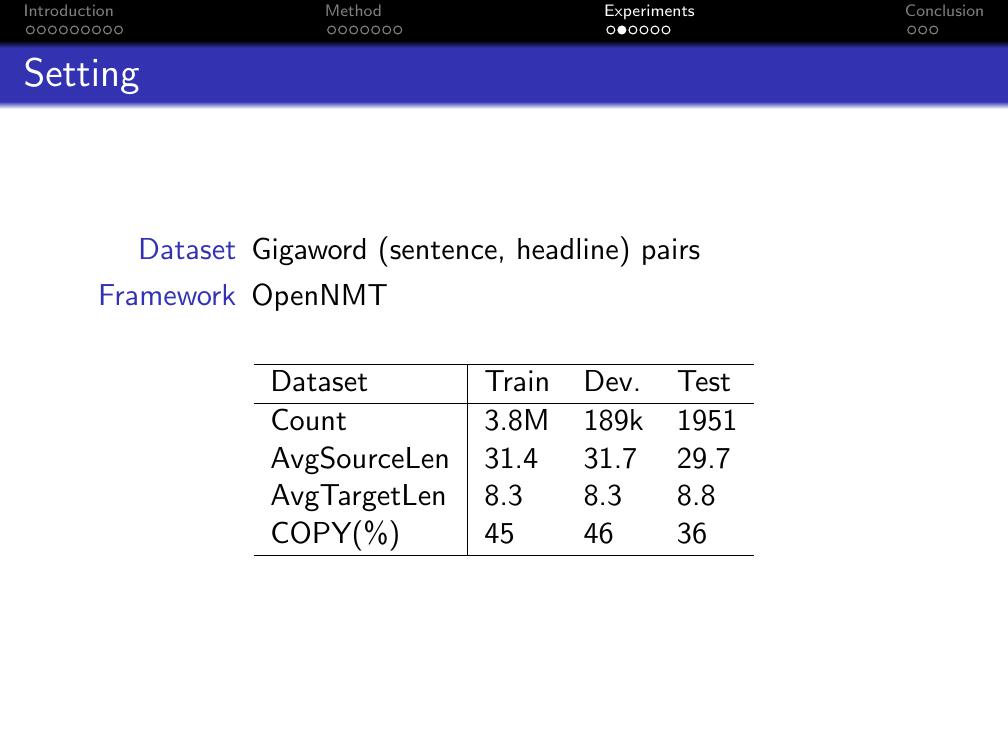 Introduction Method Experiments Conclusion
Setting
Dataset Gigaword (sentence, headline) pairs
Framework OpenNMT
Dataset Train Dev. Test
Count 3.8M 189k 1951
AvgSourceLen 31.4 31.7 29.7
AvgTargetLen 8.3 8.3 8.8
COPY(%) 45 46 36